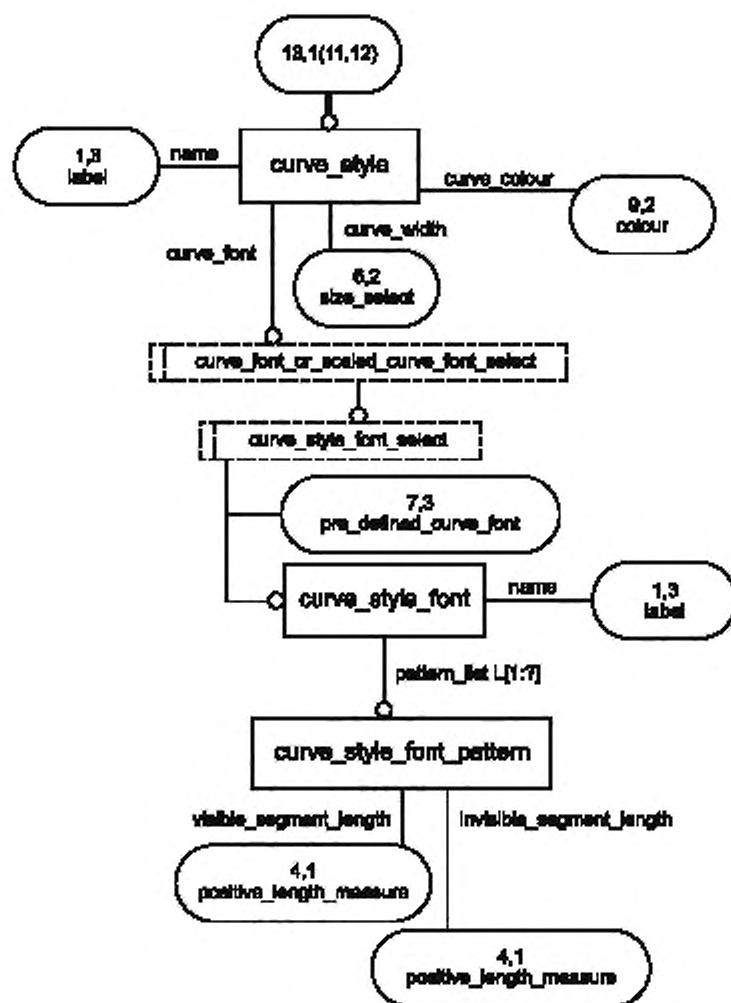 13,1(11,12)
1,3
label
name
curve_style
curve_colour
9,2
colour
curve_font
curve_width
6,2
size_select
curve_font_or_scaled_curve_font_select
curve_style_font_select
7,3
pre_defined_curve_font
curve_style_font
name
1,3
label
pattern_list L[1:?]
curve_style_font_pattern
visible_segment_length
invisible_segment_length
4,1
positive_length_measure
4,1
positive_length_measure